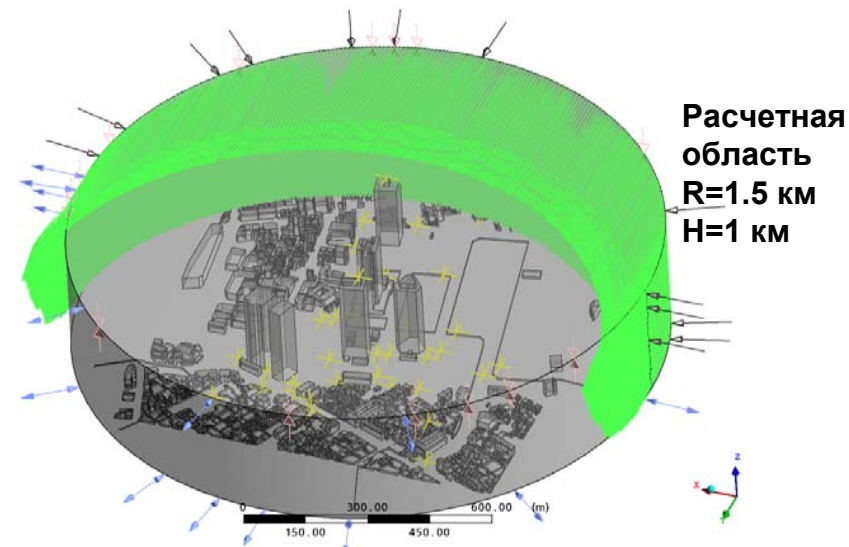 Расчетная
область
R=1.5 км
H=1 км
0 300.00 600.00 (m)
150.00 450.00
Z
X
Y